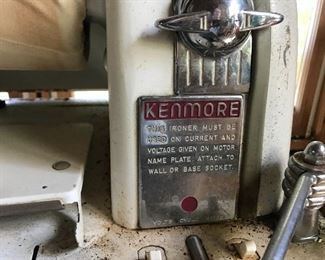 KENMORE
THIS IRONER MUST BE
USED ON CURRENT AND
VOLTAGE GIVEN ON MOTOR
NAME PLATE. ATTACH TO
WALL OR BASE SOCKET.